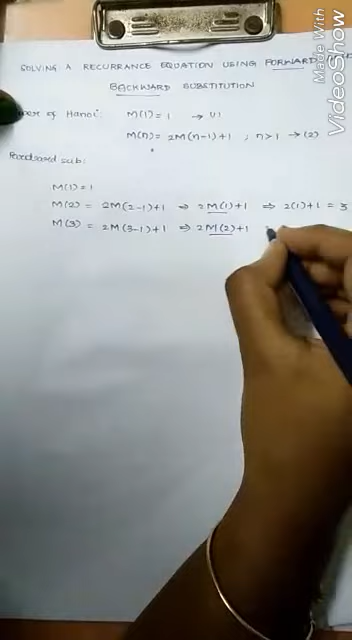 SOLVING A RECURRANCE EQUATION USING FORWARD
BACKWARD SUBSTITUTION
of Hanoi: M(1) = 1 → (1)
M(n) = 2M(n-1)+1 ; n>1 → (2)
Forward sub:
M(1) = 1
M(2) = 2M(2-1)+1 ⇒ 2M(1)+1 ⇒ 2(1)+1 = 3
M(3) = 2M(3-1)+1 ⇒ 2M(2)+1
Made With
VivaVideo